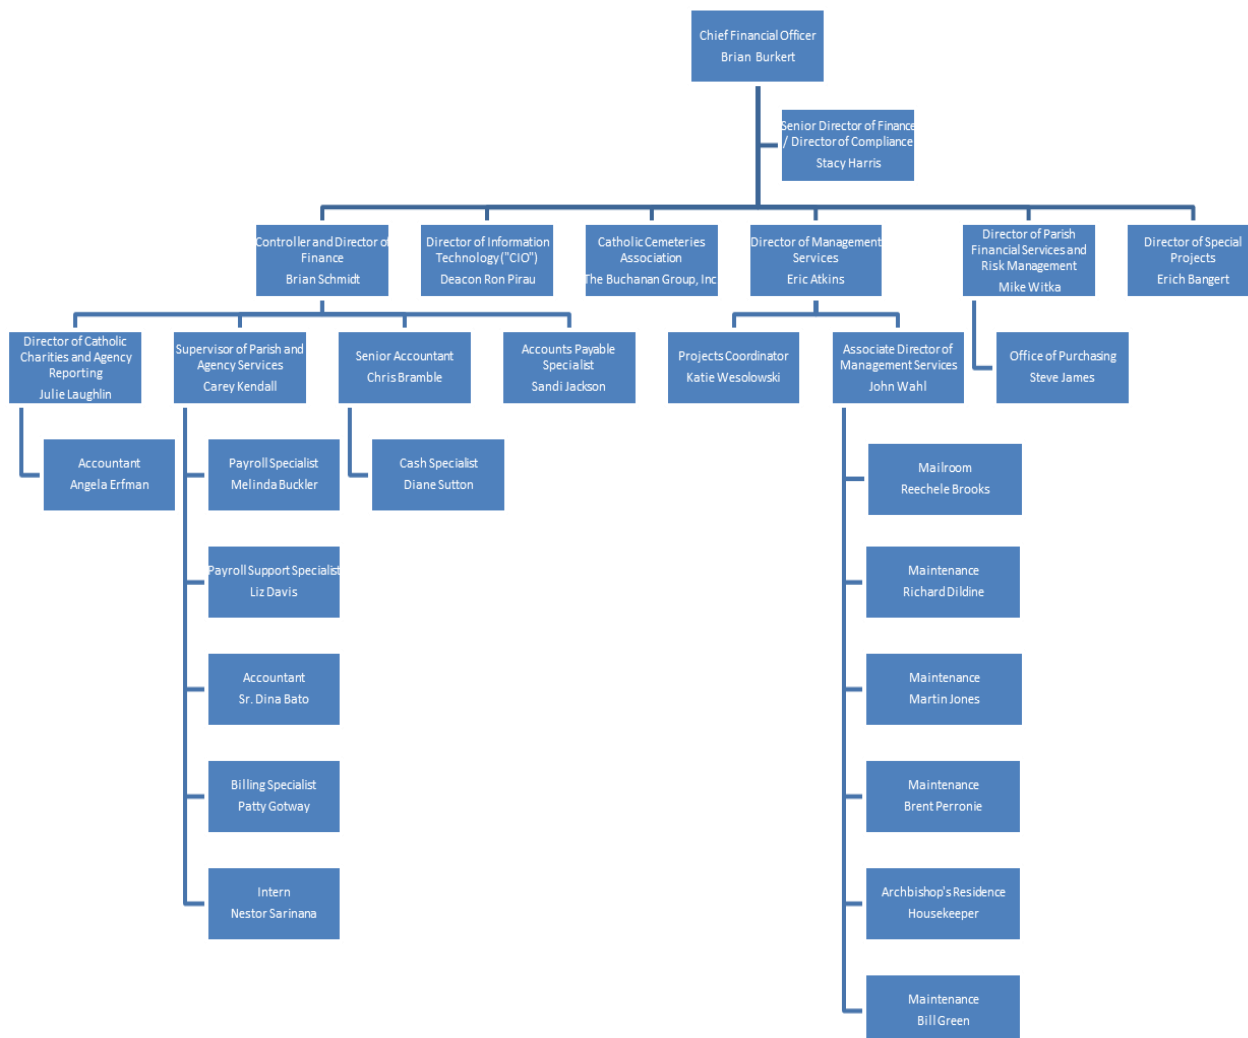 Chief Financial Officer
Brian Burkert
Senior Director of Finance
/ Director of Compliance
Stacy Harris
Controller and Director of
Finance
Brian Schmidt
Director of Information
Technology ("CIO")
Deacon Ron Pirau
Catholic Cemeteries
Association
The Buchanan Group, Inc
Director of Management
Services
Eric Atkins
Director of Parish
Financial Services and
Risk Management
Mike Witka
Director of Special
Projects
Erich Bangert
Director of Catholic
Charities and Agency
Reporting
Julie Laughlin
Supervisor of Parish and
Agency Services
Carey Kendall
Senior Accountant
Chris Bramble
Accounts Payable
Specialist
Sandi Jackson
Projects Coordinator
Katie Wesolowski
Associate Director of
Management Services
John Wahl
Office of Purchasing
Steve James
Accountant
Angela Erfman
Payroll Specialist
Melinda Buckler
Cash Specialist
Diane Sutton
Mailroom
Reechele Brooks
Payroll Support Specialist
Liz Davis
Maintenance
Richard Dildine
Accountant
Sr. Dina Bato
Maintenance
Martin Jones
Billing Specialist
Patty Gotway
Maintenance
Brent Perronie
Intern
Nestor Sarinana
Archbishop's Residence
Housekeeper
Maintenance
Bill Green